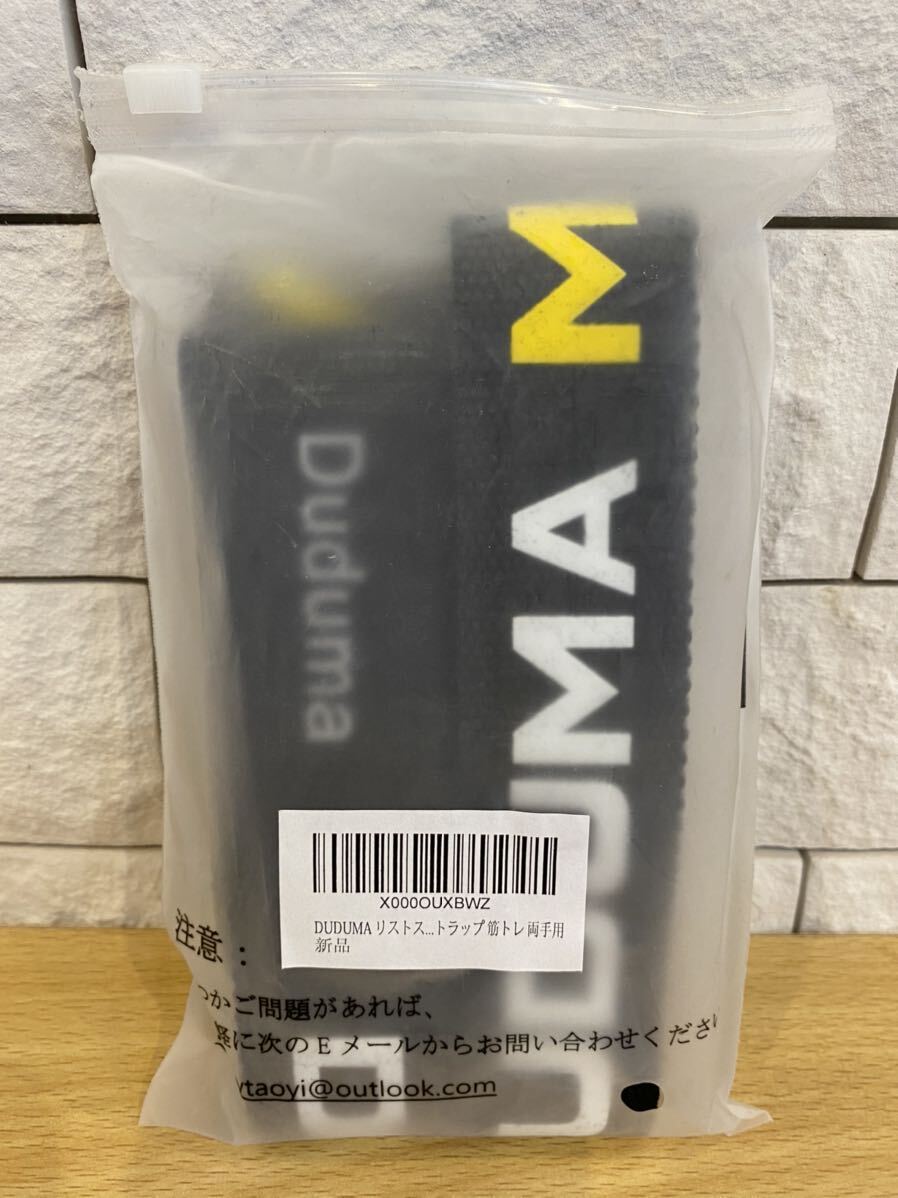 M
DUDUMA
Duduma
X000OUXBWZ
DUDUMA リストス...トラップ 筋トレ 両手用
新品
注意：
かご問題があれば、
に次のEメールからお問い合わせくださ
ytaoyi@outlook.com